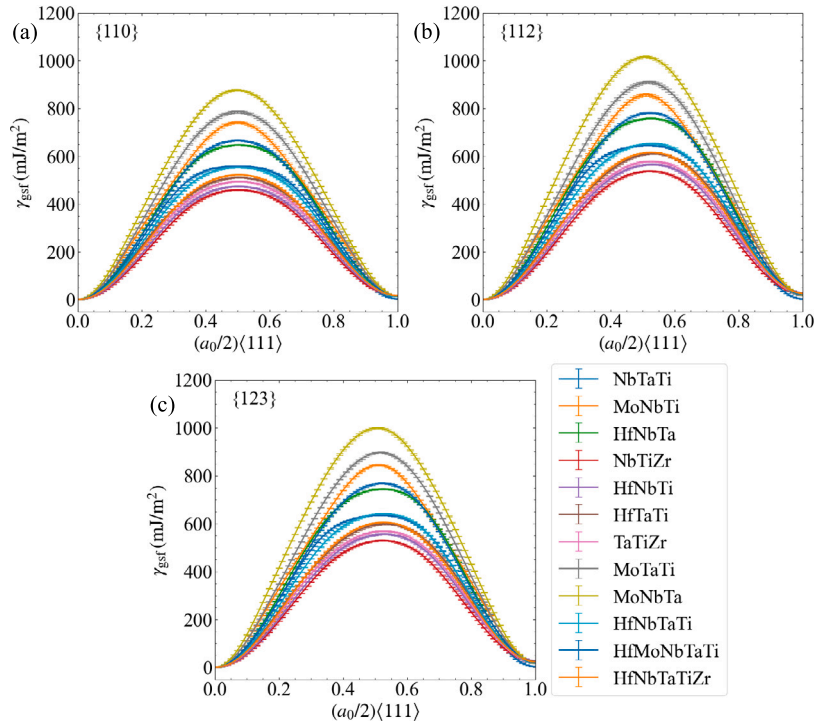 (a)
{110}
1200
1000
800
600
400
200
0
γgsf (mJ/m²)
0.0 0.2 0.4 0.6 0.8 1.0
(a₀/2)⟨111⟩
(b)
{112}
1200
1000
800
600
400
200
0
γgsf (mJ/m²)
0.0 0.2 0.4 0.6 0.8 1.0
(a₀/2)⟨111⟩
(c)
{123}
1200
1000
800
600
400
200
0
γgsf (mJ/m²)
0.0 0.2 0.4 0.6 0.8 1.0
(a₀/2)⟨111⟩
NbTaTi
MoNbTi
HfNbTa
NbTiZr
HfNbTi
HfTaTi
TaTiZr
MoTaTi
MoNbTa
HfNbTaTi
HfMoNbTaTi
HfNbTaTiZr